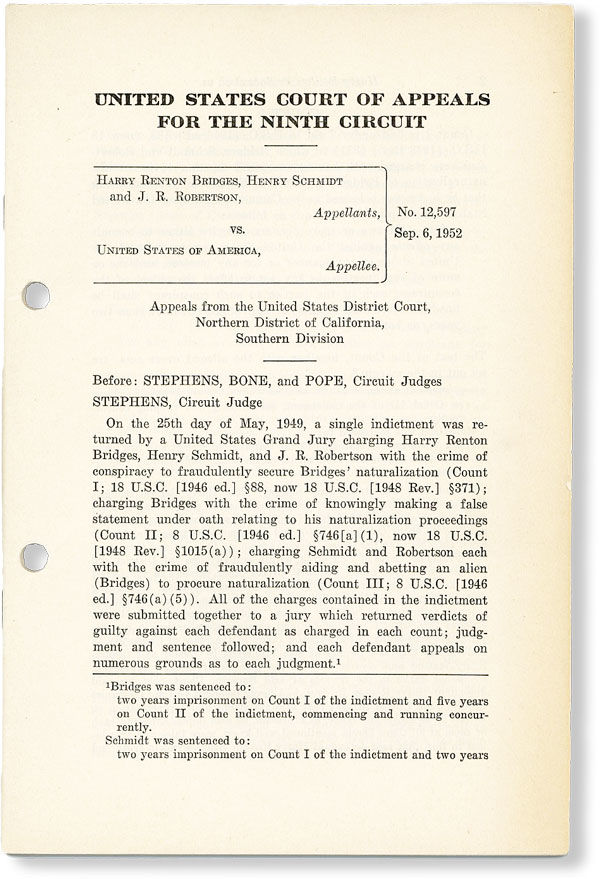 UNITED STATES COURT OF APPEALS
FOR THE NINTH CIRCUIT
HARRY RENTON BRIDGES, HENRY SCHMIDT
and J. R. ROBERTSON,
Appellants,
vs.
UNITED STATES OF AMERICA,
Appellee.
No. 12,597
Sep. 6, 1952
Appeals from the United States District Court,
Northern District of California,
Southern Division
Before: STEPHENS, BONE, and POPE, Circuit Judges
STEPHENS, Circuit Judge
On the 25th day of May, 1949, a single indictment was re-
turned by a United States Grand Jury charging Harry Renton
Bridges, Henry Schmidt, and J. R. Robertson with the crime of
conspiracy to fraudulently secure Bridges' naturalization (Count
I; 18 U.S.C. [1946 ed.] §88, now 18 U.S.C. [1948 Rev.] §371);
charging Bridges with the crime of knowingly making a false
statement under oath relating to his naturalization proceedings
(Count II; 8 U.S.C. [1946 ed.] §746[a](1), now 18 U.S.C.
[1948 Rev.] §1015(a)); charging Schmidt and Robertson each
with the crime of fraudulently aiding and abetting an alien
(Bridges) to procure naturalization (Count III; 8 U.S.C. [1946
ed.] §746(a)(5)). All of the charges contained in the indictment
were submitted together to a jury which returned verdicts of
guilty against each defendant as charged in each count; judg-
ment and sentence followed; and each defendant appeals on
numerous grounds as to each judgment.¹
¹Bridges was sentenced to:
two years imprisonment on Count I of the indictment and five years
on Count II of the indictment, commencing and running concur-
rently.
Schmidt was sentenced to:
two years imprisonment on Count I of the indictment and two years